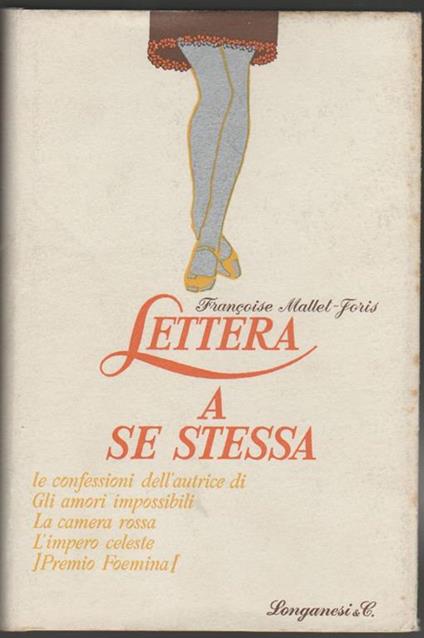 Françoise Mallet-Joris
LETTERA
A
SE STESSA
le confessioni dell'autrice di
Gli amori impossibili
La camera rossa
L'impero celeste
]Premio Foemina[
Longanesi & C.